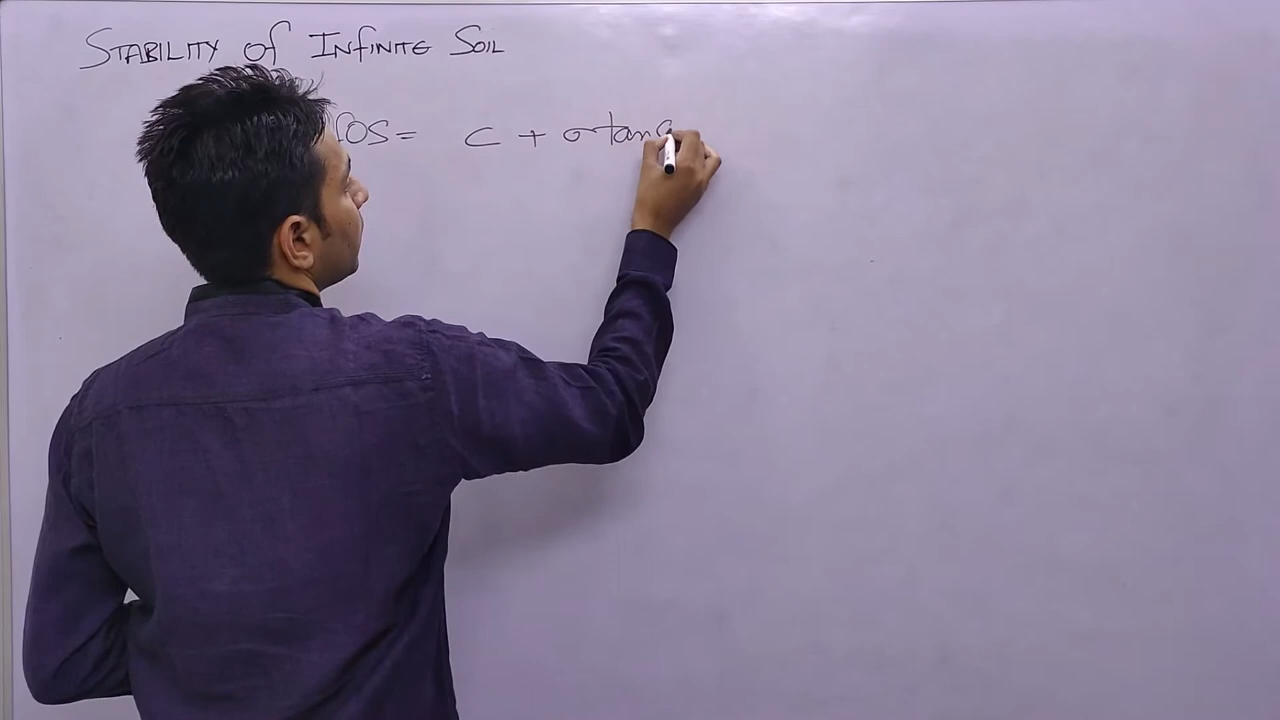 STABILITY of INFINITE SOIL
FOS = c + σ tan